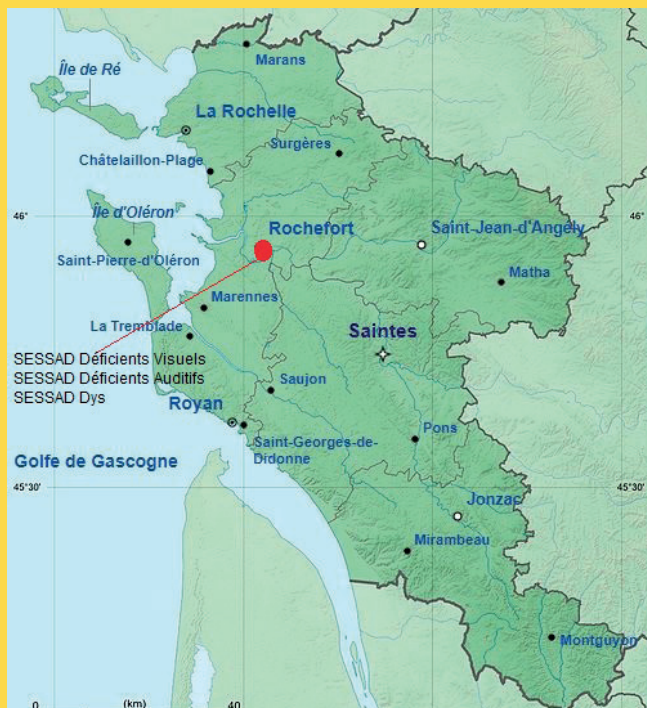 Marans
Île de Ré
La Rochelle
Surgères
Châtelaillon-Plage
46°
46°
Île d'Oléron
Rochefort
Saint-Jean-d'Angély
Saint-Pierre-d'Oléron
Matha
Marennes
La Tremblade
Saintes
SESSAD Déficients Visuels
SESSAD Déficients Auditifs
SESSAD Dys
Saujon
Royan
Pons
Saint-Georges-de-
Didonne
Golfe de Gascogne
45°30'
45°30'
Jonzac
Mirambeau
Montguyon
0 (km) 40